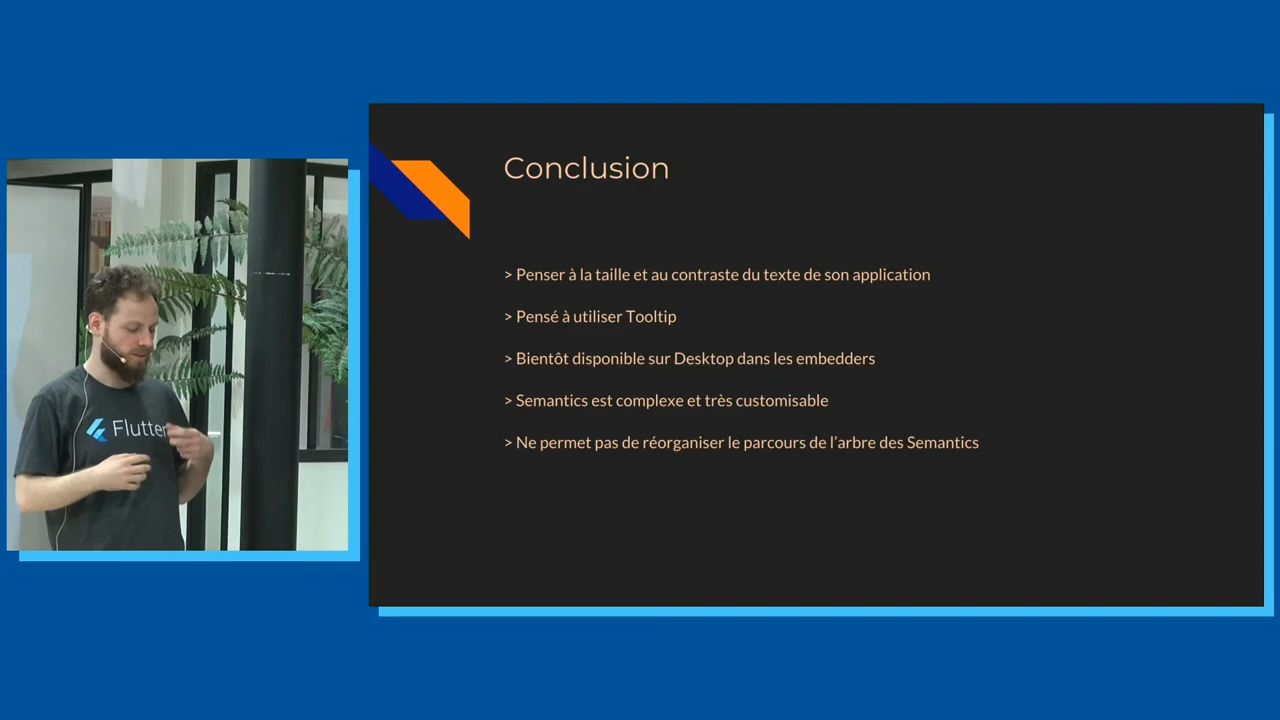 Conclusion
> Penser à la taille et au contraste du texte de son application
> Pensé à utiliser Tooltip
> Bientôt disponible sur Desktop dans les embedders
> Semantics est complexe et très customisable
> Ne permet pas de réorganiser le parcours de l'arbre des Semantics
Flutter